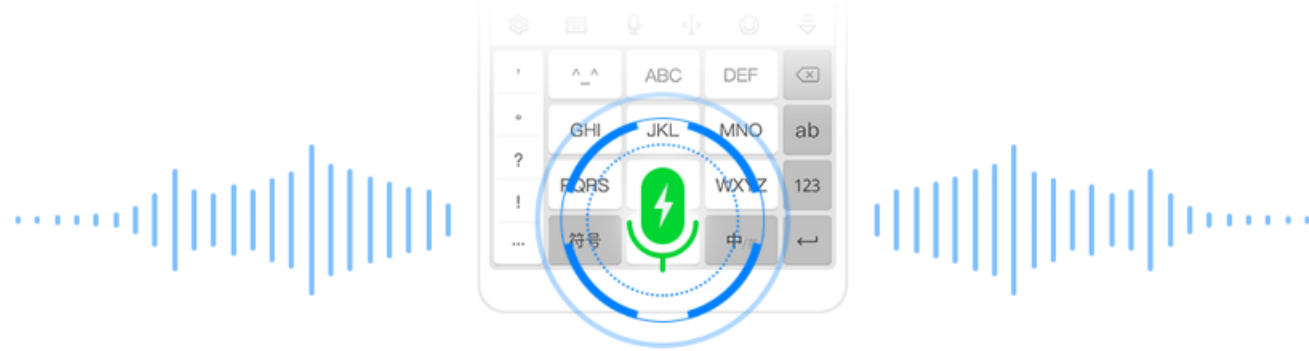 , ^_^ ABC DEF
。 GHI JKL MNO ab
? PQRS WXYZ 123
!
... 符号 中/